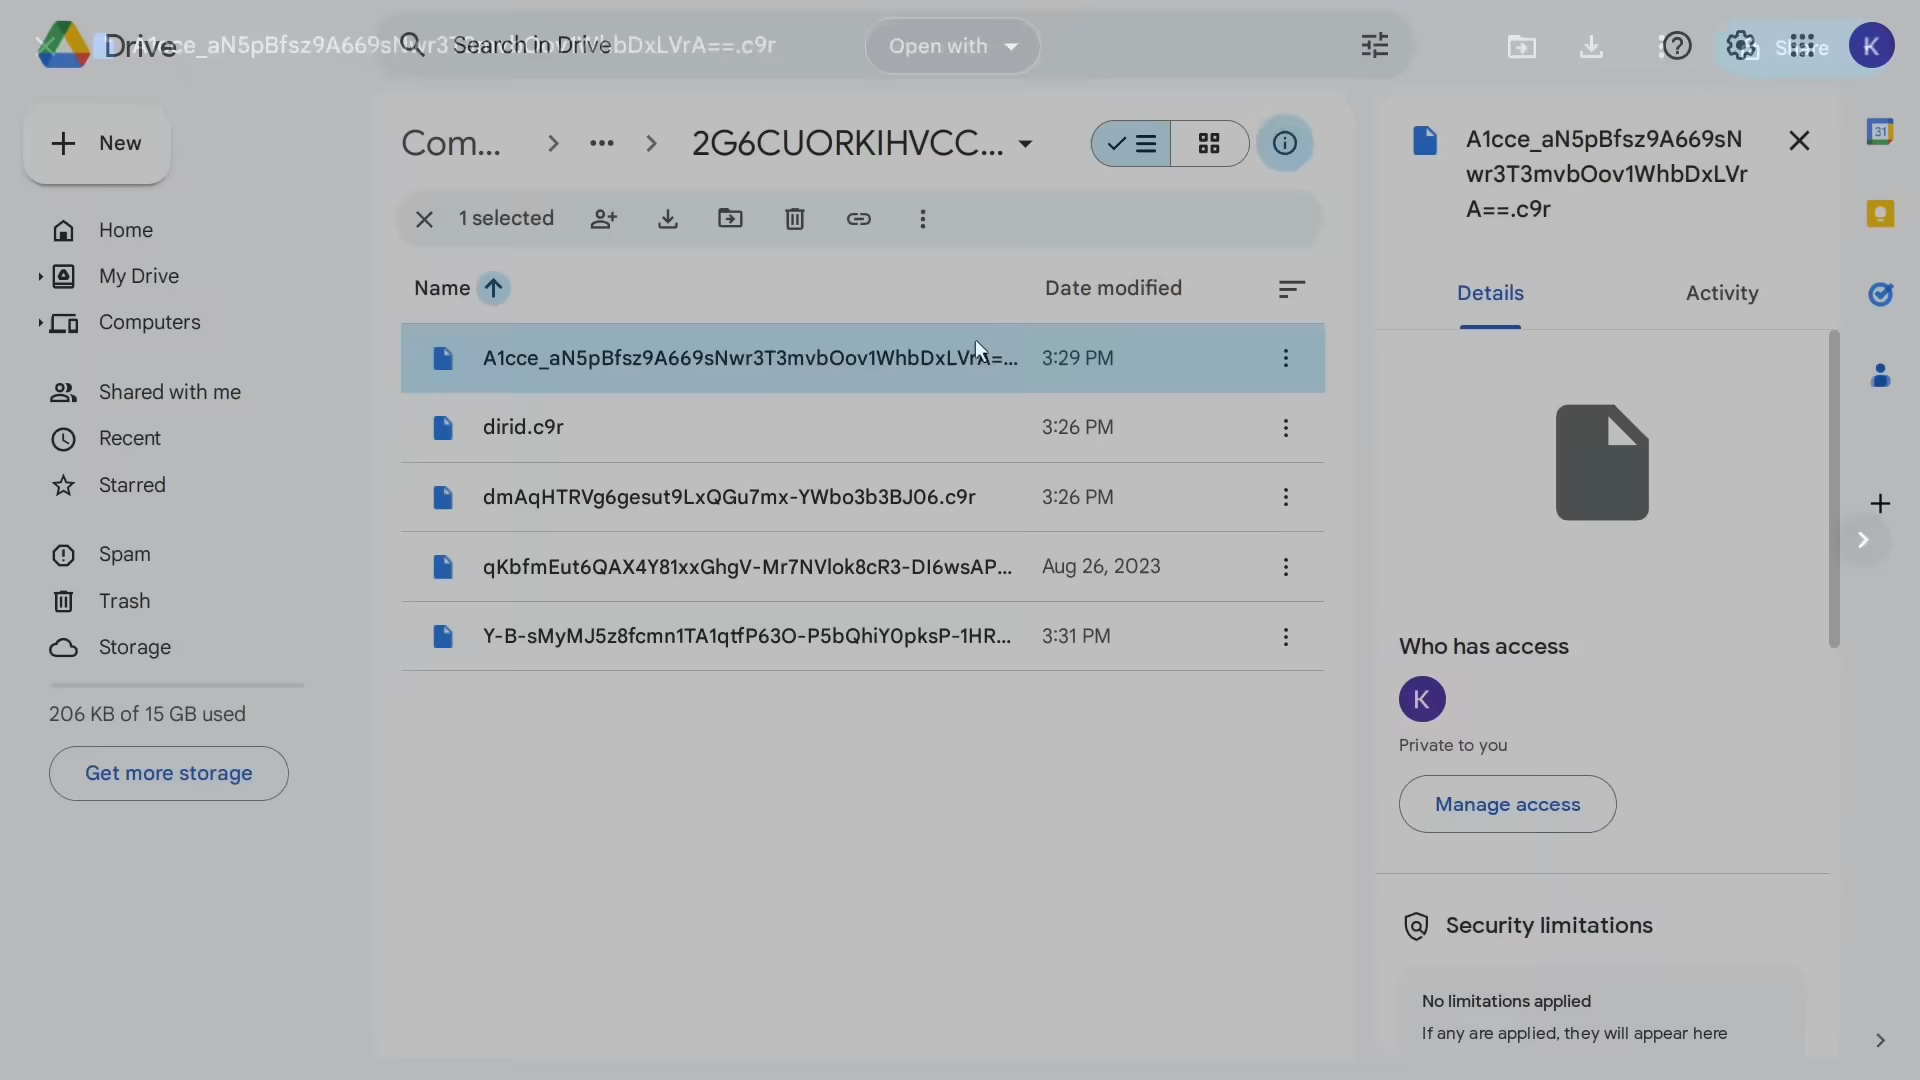 Drive
A1cce_aN5pBfsz9A669sNwr3T3mvbOov1WhbDxLVrA==.c9r
Search in Drive
Open with
Share
K
New
Home
My Drive
Computers
Shared with me
Recent
Starred
Spam
Trash
Storage
206 KB of 15 GB used
Get more storage
Com... > ... > 2G6CUORKIHVCC...
1 selected
Name
Date modified
A1cce_aN5pBfsz9A669sNwr3T3mvbOov1WhbDxLVrA=... 3:29 PM
dirid.c9r 3:26 PM
dmAqHTRVg6gesut9LxQGu7mx-YWbo3b3BJ06.c9r 3:26 PM
qKbfmEut6QAX4Y81xxGhgV-Mr7NVlok8cR3-DI6wsAP... Aug 26, 2023
Y-B-sMyMJ5z8fcmn1TA1qtfP63O-P5bQhiY0pksP-1HR... 3:31 PM
A1cce_aN5pBfsz9A669sN
wr3T3mvbOov1WhbDxLVr
A==.c9r
Details
Activity
Who has access
K
Private to you
Manage access
Security limitations
No limitations applied
If any are applied, they will appear here
31